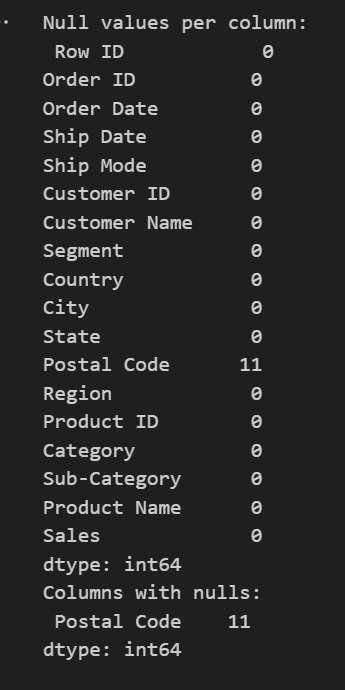 Null values per column:
 Row ID           0
Order ID         0
Order Date       0
Ship Date        0
Ship Mode        0
Customer ID      0
Customer Name    0
Segment          0
Country          0
City             0
State            0
Postal Code     11
Region           0
Product ID       0
Category         0
Sub-Category     0
Product Name     0
Sales            0
dtype: int64
Columns with nulls:
 Postal Code    11
dtype: int64